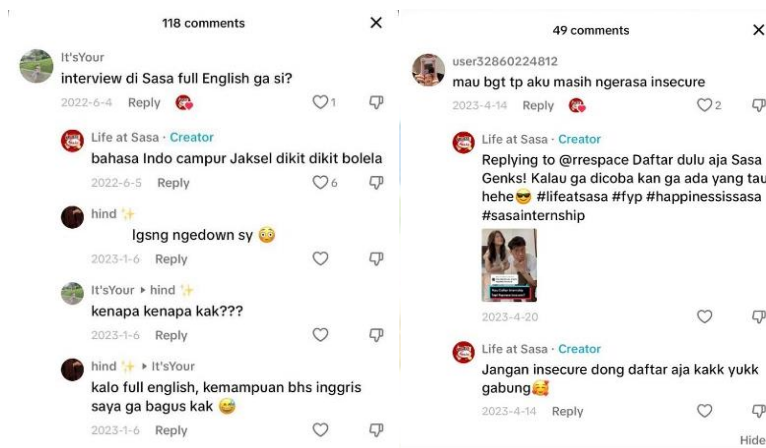 118 comments
It'sYour
interview di Sasa full English ga si?
2022-6-4 Reply
1
Life at Sasa · Creator
bahasa Indo campur Jaksel dikit dikit bolela
2022-6-5 Reply
6
hind ✨
lgsng ngedown sy 😳
2023-1-6 Reply
It'sYour ▸ hind ✨
kenapa kenapa kak???
2023-1-6 Reply
hind ✨ ▸ It'sYour
kalo full english, kemampuan bhs inggris
saya ga bagus kak 😅
2023-1-6 Reply
49 comments
user32860224812
mau bgt tp aku masih ngerasa insecure
2023-4-14 Reply
2
Life at Sasa · Creator
Replying to @rrespace Daftar dulu aja Sasa
Genks! Kalau ga dicoba kan ga ada yang tau
hehe😎 #lifeatsasa #fyp #happinessissasa
#sasainternship
2023-4-20
Life at Sasa · Creator
Jangan insecure dong daftar aja kakk yukk
gabung🥰
2023-4-14 Reply
Hide